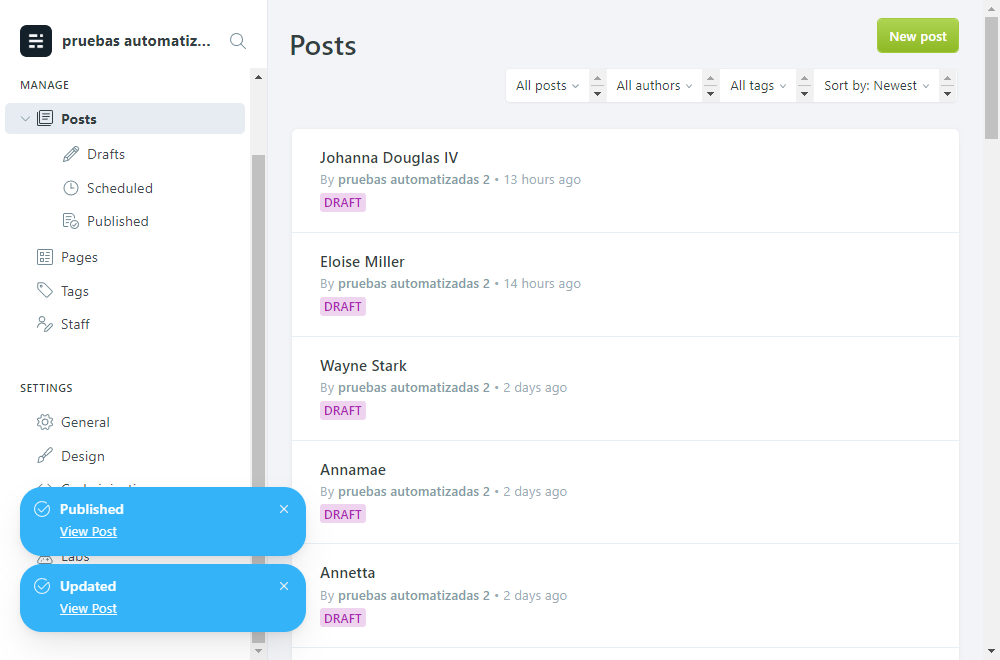 pruebas automatiz...
MANAGE
Posts
Drafts
Scheduled
Published
Pages
Tags
Staff
SETTINGS
General
Design
Published
View Post
Labs
Updated
View Post
Posts
New post
All posts
All authors
All tags
Sort by: Newest
Johanna Douglas IV
By pruebas automatizadas 2 • 13 hours ago
DRAFT
Eloise Miller
By pruebas automatizadas 2 • 14 hours ago
DRAFT
Wayne Stark
By pruebas automatizadas 2 • 2 days ago
DRAFT
Annamae
By pruebas automatizadas 2 • 2 days ago
DRAFT
Annetta
By pruebas automatizadas 2 • 2 days ago
DRAFT